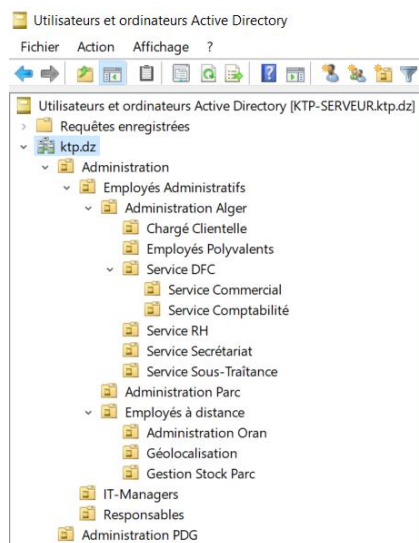 Utilisateurs et ordinateurs Active Directory
Fichier Action Affichage ?
Utilisateurs et ordinateurs Active Directory [KTP-SERVEUR.ktp.dz]
Requêtes enregistrées
ktp.dz
Administration
Employés Administratifs
Administration Alger
Chargé Clientelle
Employés Polyvalents
Service DFC
Service Commercial
Service Comptabilité
Service RH
Service Secrétariat
Service Sous-Traîtance
Administration Parc
Employés à distance
Administration Oran
Géolocalisation
Gestion Stock Parc
IT-Managers
Responsables
Administration PDG